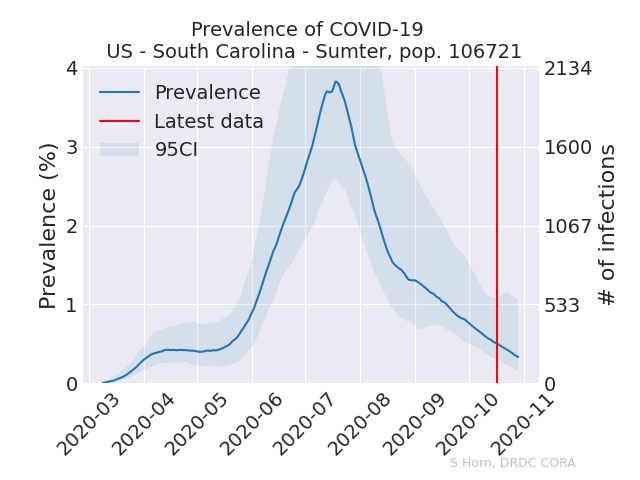 Prevalence of COVID-19
US - South Carolina - Sumter, pop. 106721
Prevalence
Latest data
95CI
Prevalence (%)
4
3
2
1
0
2134
1600
1067
533
0
# of infections
2020-03
2020-04
2020-05
2020-06
2020-07
2020-08
2020-09
2020-10
2020-11
S Horn, DRDC CORA